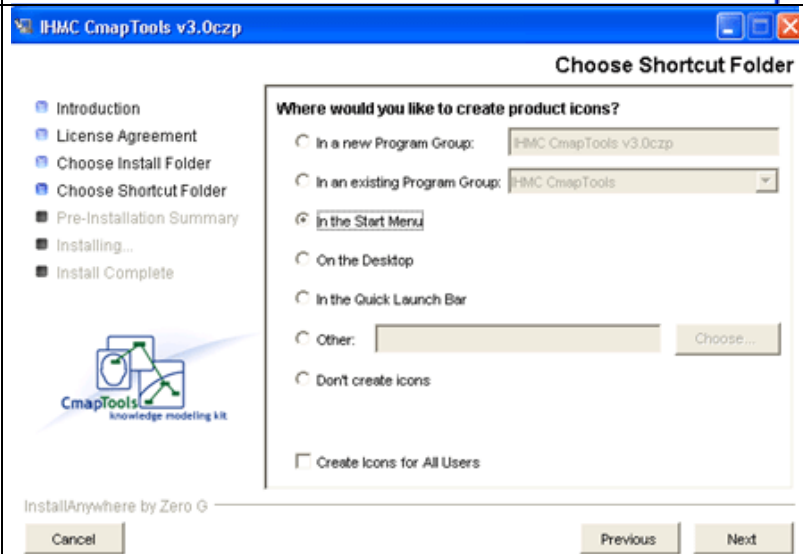 IHMC CmapTools v3.0czp
Choose Shortcut Folder
Introduction
License Agreement
Choose Install Folder
Choose Shortcut Folder
Pre-Installation Summary
Installing...
Install Complete
CmapTools
knowledge modeling kit
Where would you like to create product icons?
In a new Program Group: IHMC CmapTools v3.0czp
In an existing Program Group: IHMC CmapTools
In the Start Menu
On the Desktop
In the Quick Launch Bar
Other: Choose...
Don't create icons
Create Icons for All Users
InstallAnywhere by Zero G
Cancel Previous Next